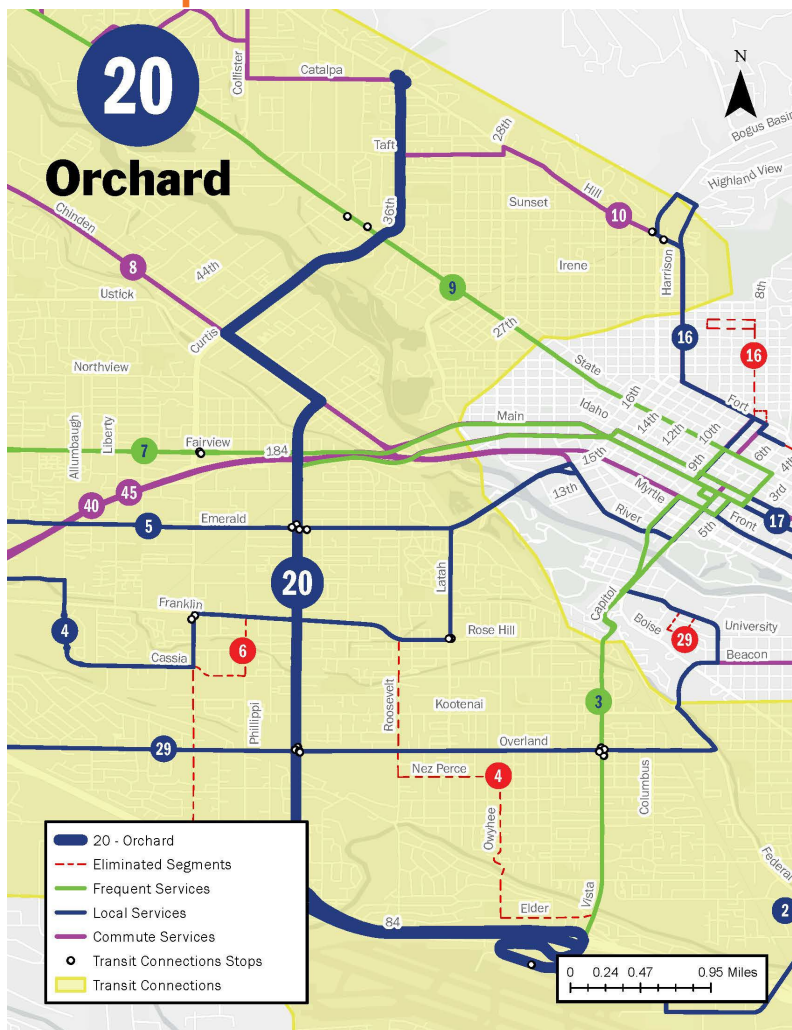 20
Orchard
N
Collister
Catalpa
Taft
28th
Hill
Sunset
10
Bogus Basin
Highland View
36th
Chinden
8
44th
Ustick
Curtis
9
Irene
Harrison
8th
27th
16
16
Northview
State
16th
Idaho
14th
12th
10th
Fort
6th
4th
Main
Allumbaugh
Liberty
7
Fairview
184
9th
3rd
15th
Myrtle
40
45
13th
River
5th
Front
17
5
Emerald
20
Latah
Capitol
4
Franklin
Rose Hill
Boise
University
29
Beacon
Cassia
6
Phillippi
Roosevelt
Kootenai
3
29
Overland
Nez Perce
4
Columbus
Owyhee
Federal
Elder
Vista
84
2
20 - Orchard
Eliminated Segments
Frequent Services
Local Services
Commute Services
Transit Connections Stops
Transit Connections
0 0.24 0.47 0.95 Miles